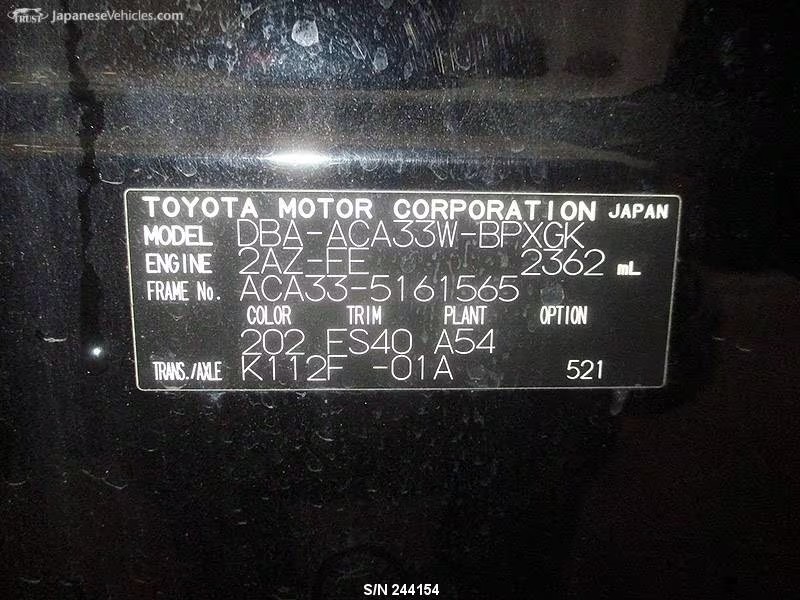 TRUST JapaneseVehicles.com
TOYOTA MOTOR CORPORATION JAPAN
MODEL DBA-ACA33W-BPXGK
ENGINE 2AZ-FE 2362 mL
FRAME No. ACA33-5161565
COLOR TRIM PLANT OPTION
202 FS40 A54
TRANS./AXLE K112F -01A 521
S/N 244154